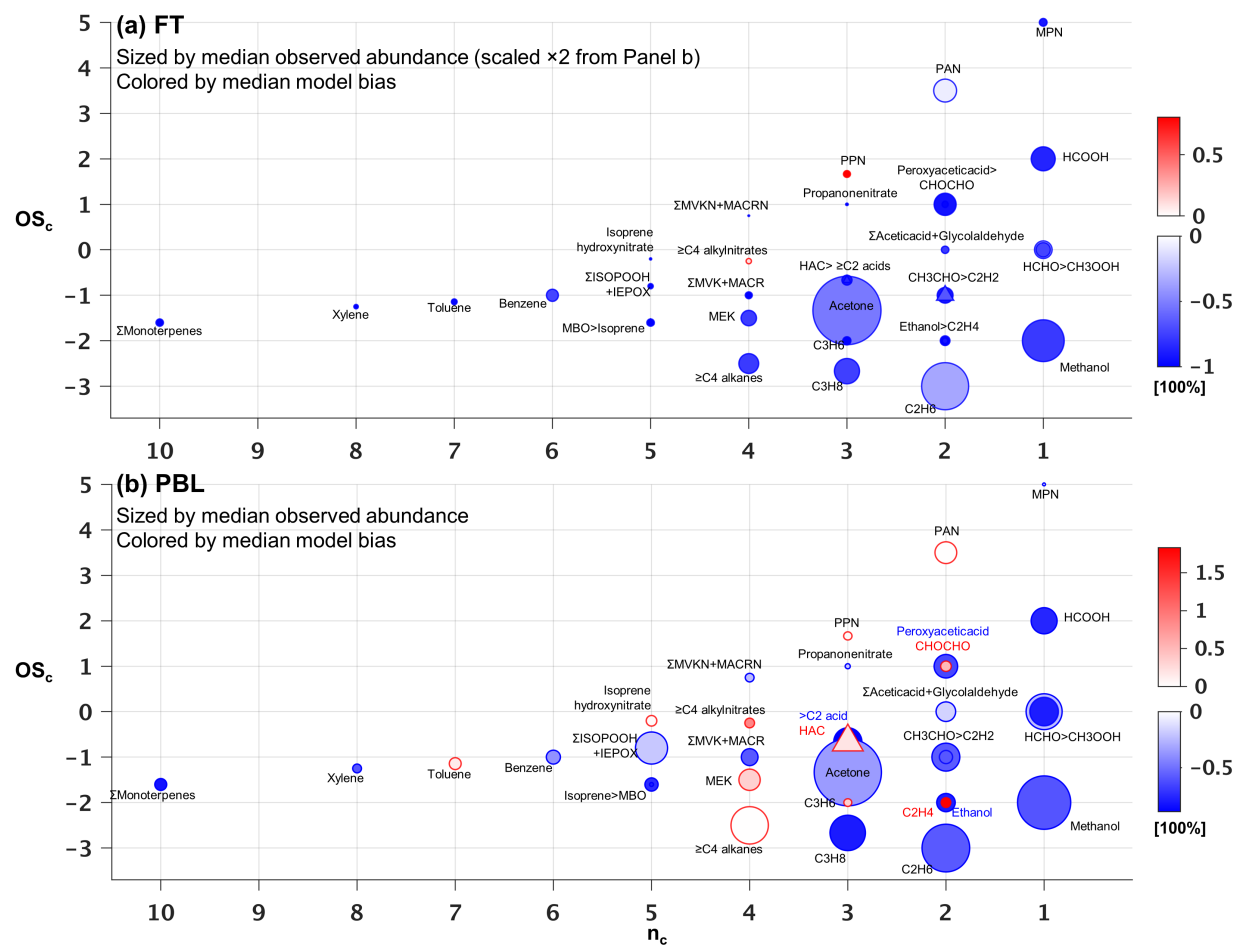 (a) FT
Sized by median observed abundance (scaled ×2 from Panel b)
Colored by median model bias
OSc
5
4
3
2
1
0
−1
−2
−3
10
9
8
7
6
5
4
3
2
1
MPN
PAN
HCOOH
PPN
Peroxyaceticacid>
CHOCHO
Propanonenitrate
ΣMVKN+MACRN
Isoprene
hydroxynitrate
≥C4 alkylnitrates
ΣAceticacid+Glycolaldehyde
HAC> ≥C2 acids
HCHO>CH3OOH
ΣISOPOOH
+IEPOX
ΣMVK+MACR
CH3CHO>C2H2
Benzene
Toluene
Xylene
ΣMonoterpenes
MBO>Isoprene
MEK
Acetone
Ethanol>C2H4
C3H6
Methanol
≥C4 alkanes
C3H8
C2H6
0.5
0
0
−0.5
−1
[100%]
(b) PBL
Sized by median observed abundance
Colored by median model bias
OSc
5
4
3
2
1
0
−1
−2
−3
10
9
8
7
6
5
4
3
2
1
nc
MPN
PAN
HCOOH
PPN
Peroxyaceticacid
CHOCHO
Propanonenitrate
ΣMVKN+MACRN
Isoprene
hydroxynitrate
≥C4 alkylnitrates
ΣAceticacid+Glycolaldehyde
>C2 acid
HAC
HCHO>CH3OOH
ΣISOPOOH
+IEPOX
ΣMVK+MACR
CH3CHO>C2H2
Benzene
Toluene
Xylene
ΣMonoterpenes
Isoprene>MBO
MEK
Acetone
C3H6
C2H4
Ethanol
Methanol
≥C4 alkanes
C3H8
C2H6
1.5
1
0.5
0
0
−0.5
[100%]